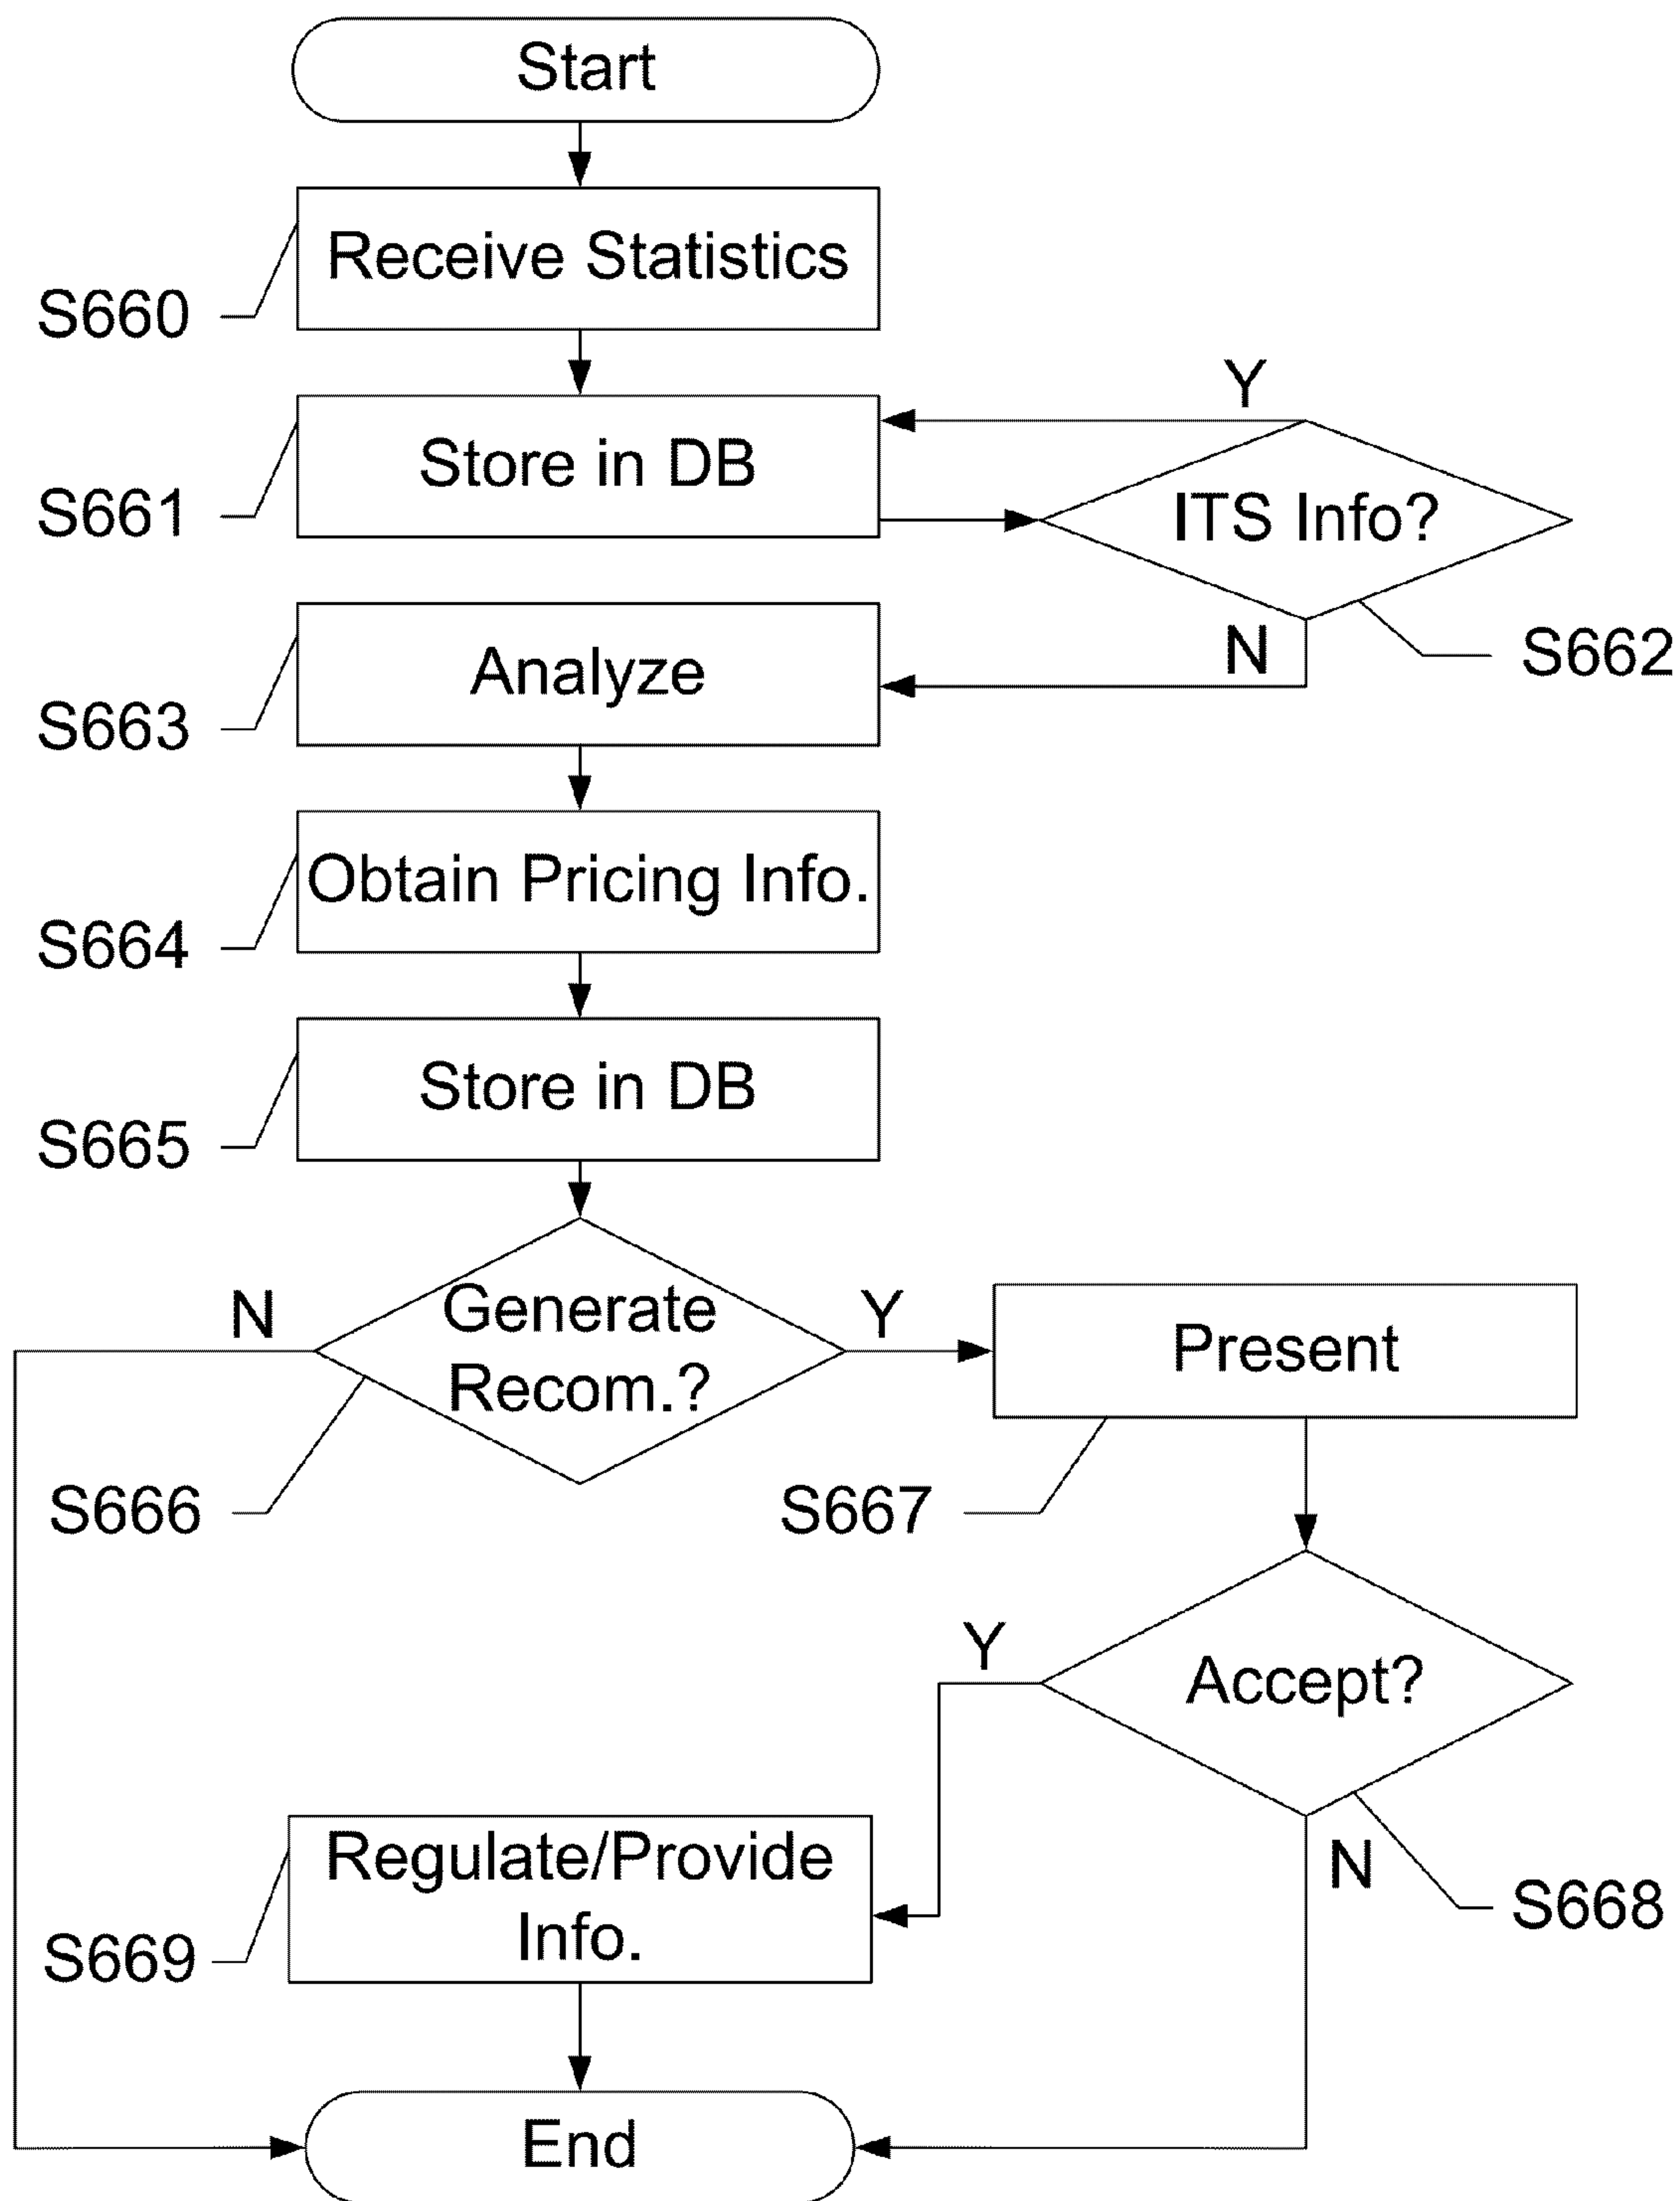 Start
Receive Statistics
S660
Y
Store in DB
S661
ITS Info?
N
S662
Analyze
S663
Obtain Pricing Info.
S664
Store in DB
S665
N
Generate
Recom.?
Y
Present
S666
S667
Y
Accept?
Regulate/Provide
Info.
N
S668
S669
End